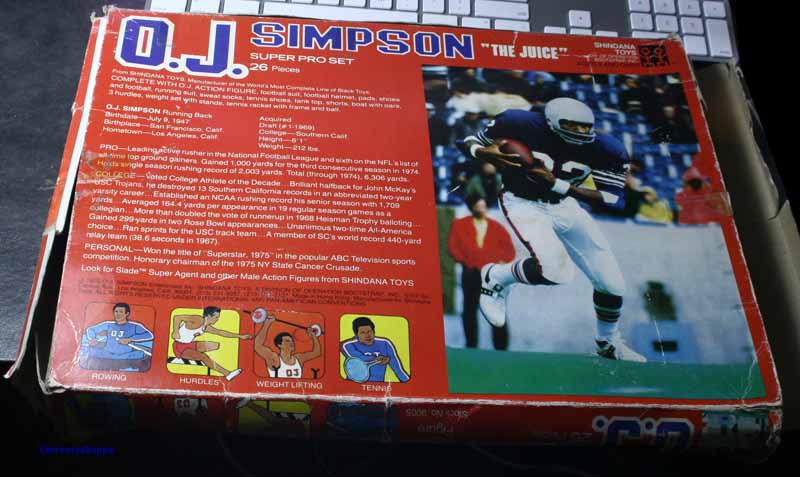 O.J. SIMPSON "THE JUICE"
SUPER PRO SET
26 Pieces
SHINDANA
TOYS
From SHINDANA TOYS, Manufacturer of the World's Most Complete Line of Black Toys.
COMPLETE WITH O.J. ACTION FIGURE, football suit, football helmet, pads, shoes
and football, running suit, sweat socks, tennis shoes, tank top, shorts, boat with oars,
3 hurdles, weight set with stands, tennis racket with frame and ball.
O.J. SIMPSON Running Back
Birthdate—July 9, 1947
Birthplace—San Francisco, Calif.
Hometown—Los Angeles, Calif.
Acquired
Draft (#1-1969)
College—Southern Calif.
Height—6'1"
Weight—212 lbs.
PRO—Leading active rusher in the National Football League and sixth on the NFL's list of
all-time top ground gainers. Gained 1,000 yards for the third consecutive season in 1974.
Holds single season rushing record of 2,003 yards. Total (through 1974), 6,306 yards.
COLLEGE—Voted College Athlete of the Decade...Brilliant halfback for John McKay's
USC Trojans, he destroyed 13 Southern California records in an abbreviated two-year
varsity career...Established an NCAA rushing record his senior season with 1,709
yards...Averaged 164.4 yards per appearance in 19 regular season games as a
collegian...More than doubled the vote of runnerup in 1968 Heisman Trophy balloting...
Gained 299 yards in two Rose Bowl appearances...Unanimous two-time All-America
choice...Ran sprints for the USC track team...A member of SC's world record 440-yard
relay team (38.6 seconds in 1967).
PERSONAL—Won the title of "Superstar, 1975" in the popular ABC Television sports
competition. Honorary chairman of the 1975 NY State Cancer Crusade.
Look for Slade™ Super Agent and other Male Action Figures from SHINDANA TOYS
ALL RIGHTS RESERVED UNDER INTERNATIONAL AND PAN AMERICAN CONVENTIONS
ROWING
HURDLES
WEIGHT LIFTING
TENNIS
32
O.J.
Stock No. 9005
Figure